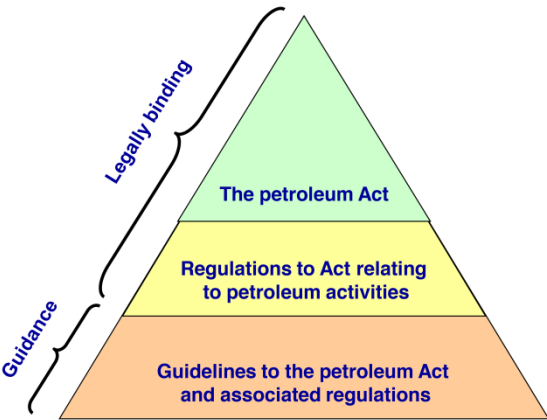 Legally binding
The petroleum Act
Regulations to Act relating
to petroleum activities
Guidance
Guidelines to the petroleum Act
and associated regulations